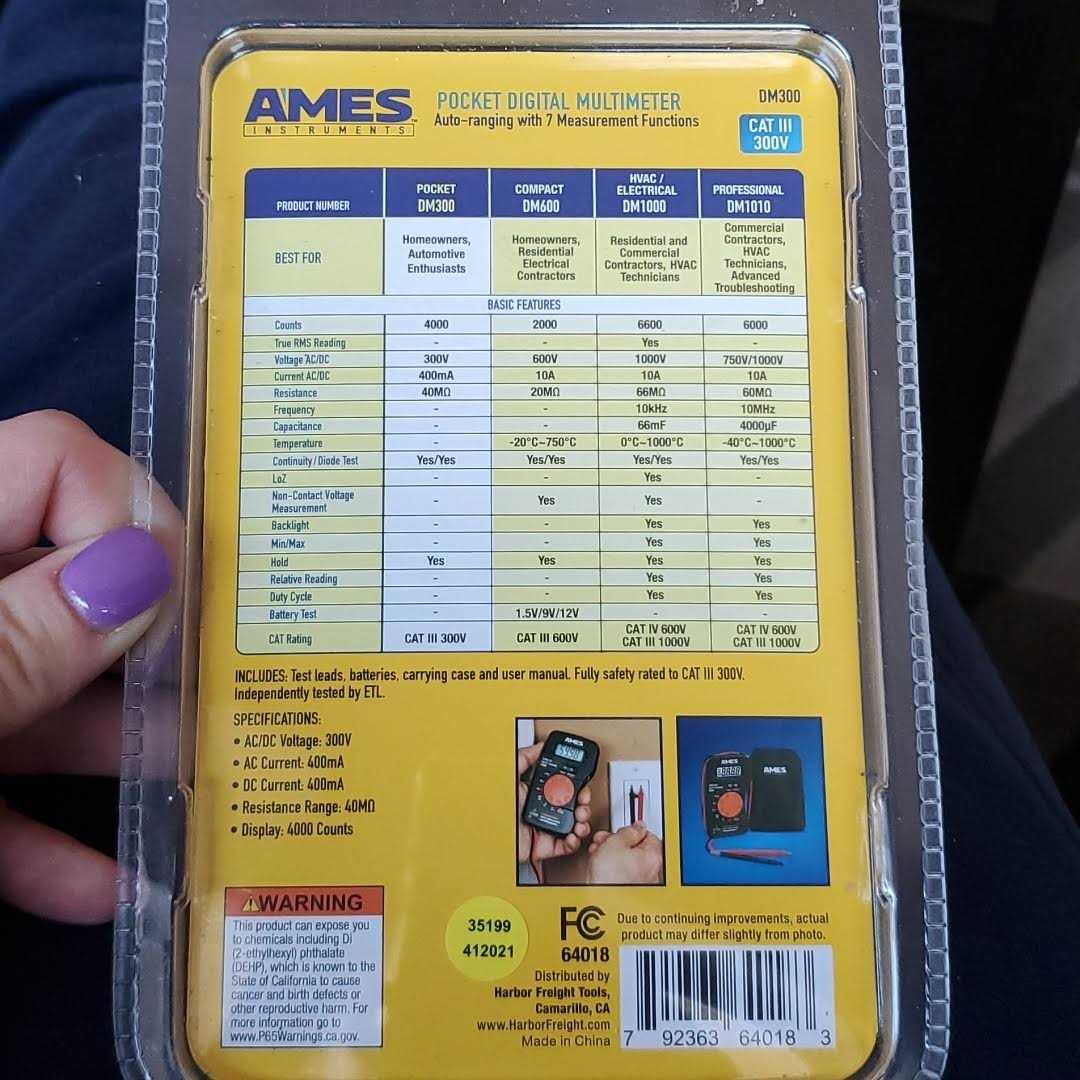 AMES™
INSTRUMENTS
POCKET DIGITAL MULTIMETER
Auto-ranging with 7 Measurement Functions
DM300
CAT III
300V
PRODUCT NUMBER POCKET DM300 COMPACT DM600 HVAC / ELECTRICAL DM1000 PROFESSIONAL DM1010
BEST FOR Homeowners, Automotive Enthusiasts Homeowners, Residential Electrical Contractors Residential and Commercial Contractors, HVAC Technicians Commercial Contractors, HVAC Technicians, Advanced Troubleshooting
BASIC FEATURES
Counts 4000 2000 6600 6000
True RMS Reading - - Yes -
Voltage AC/DC 300V 600V 1000V 750V/1000V
Current AC/DC 400mA 10A 10A 10A
Resistance 40MΩ 20MΩ 66MΩ 60MΩ
Frequency - - 10kHz 10MHz
Capacitance - - 66mF 4000µF
Temperature - -20°C~750°C 0°C~1000°C -40°C~1000°C
Continuity / Diode Test Yes/Yes Yes/Yes Yes/Yes Yes/Yes
LoZ - - Yes -
Non-Contact Voltage Measurement - Yes Yes -
Backlight - - Yes Yes
Min/Max - - Yes Yes
Hold Yes Yes Yes Yes
Relative Reading - - Yes Yes
Duty Cycle - - Yes Yes
Battery Test - 1.5V/9V/12V - -
CAT Rating CAT III 300V CAT III 600V CAT IV 600V CAT III 1000V CAT IV 600V CAT III 1000V
INCLUDES: Test leads, batteries, carrying case and user manual. Fully safety rated to CAT III 300V.
Independently tested by ETL.
SPECIFICATIONS:
• AC/DC Voltage: 300V
• AC Current: 400mA
• DC Current: 400mA
• Resistance Range: 40MΩ
• Display: 4000 Counts
AMES
AMES
AMES
WARNING
This product can expose you
to chemicals including Di
(2-ethylhexyl) phthalate
(DEHP), which is known to the
State of California to cause
cancer and birth defects or
other reproductive harm. For
more information go to
www.P65Warnings.ca.gov.
35199
412021
FC
64018
Distributed by
Harbor Freight Tools,
Camarillo, CA
www.HarborFreight.com
Made in China
Due to continuing improvements, actual
product may differ slightly from photo.
7 92363 64018 3